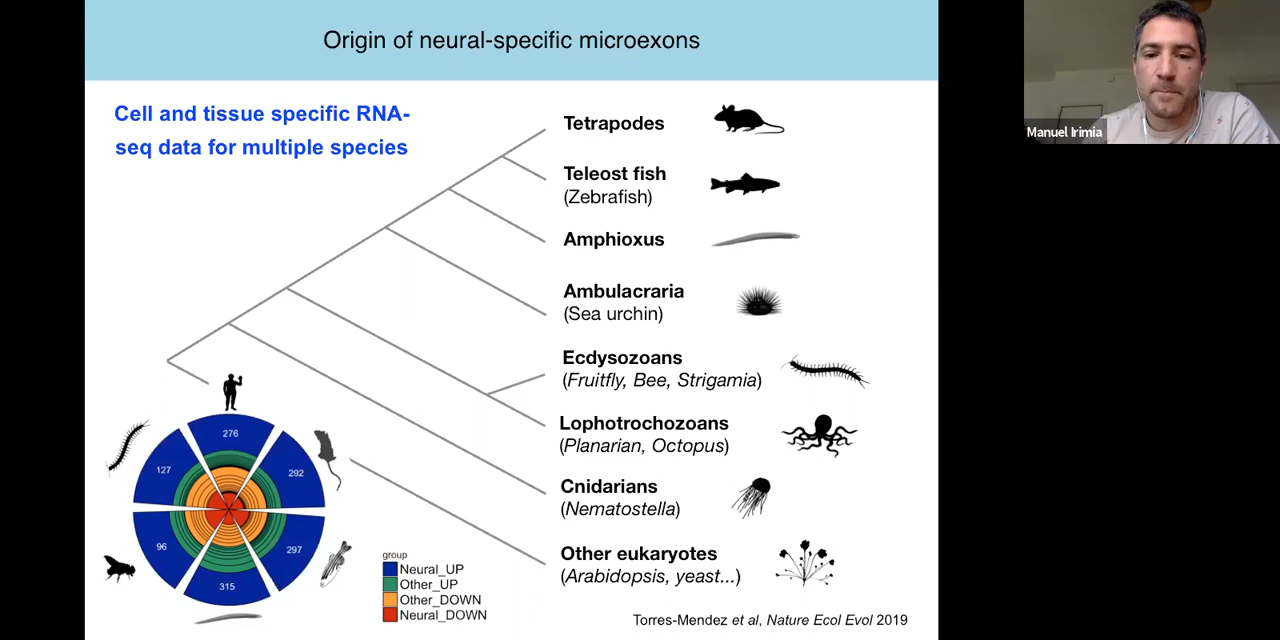 Origin of neural-specific microexons
Manuel Irimia
Cell and tissue specific RNA-
seq data for multiple species
Tetrapodes
Teleost fish
(Zebrafish)
Amphioxus
Ambulacraria
(Sea urchin)
Ecdysozoans
(Fruitfly, Bee, Strigamia)
Lophotrochozoans
(Planarian, Octopus)
Cnidarians
(Nematostella)
Other eukaryotes
(Arabidopsis, yeast...)
276
127
292
96
297
315
group
Neural_UP
Other_UP
Other_DOWN
Neural_DOWN
Torres-Mendez et al, Nature Ecol Evol 2019